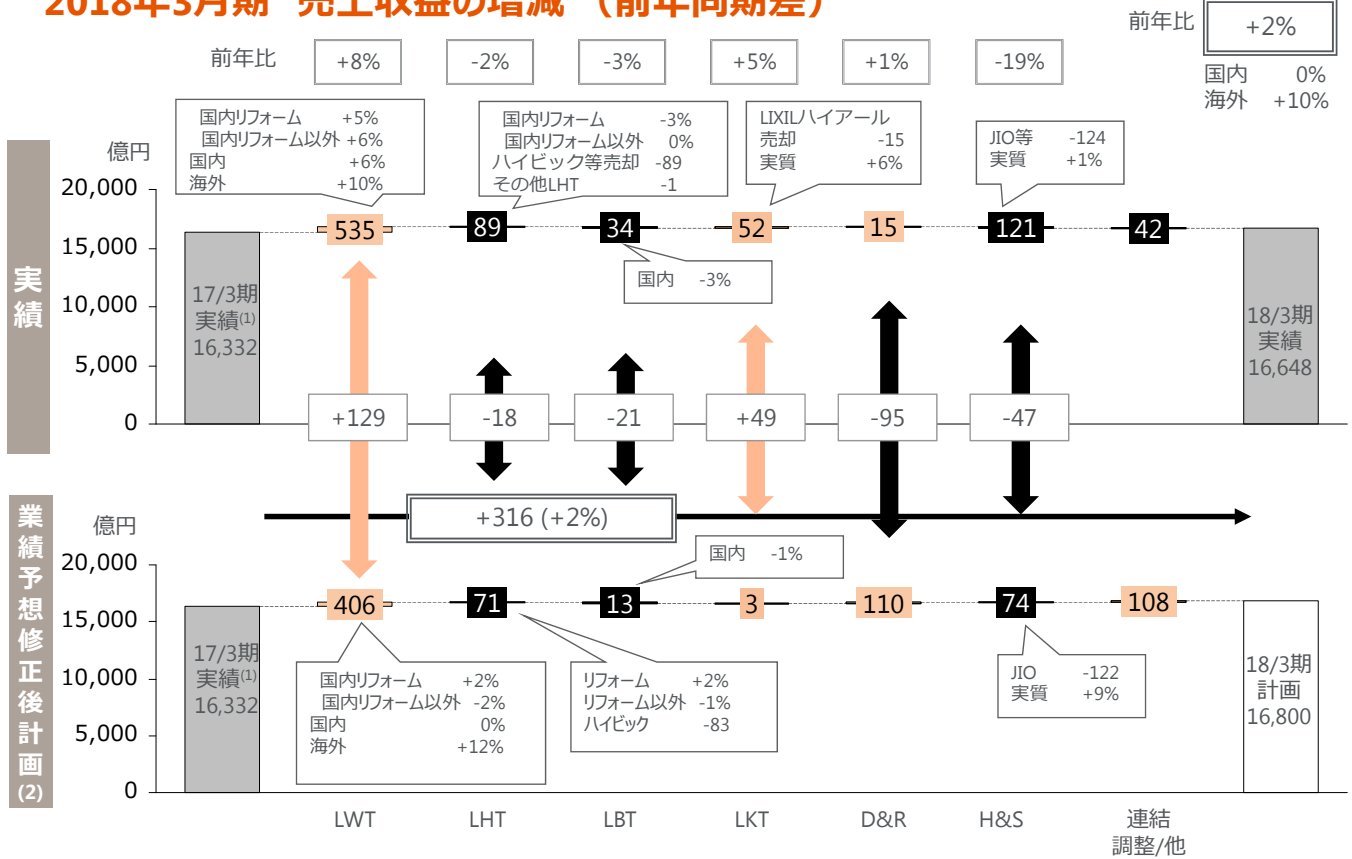 2018年3月期 売上収益の増減 (前年同期差)
前年比 +2%
国内 0%
海外 +10%
前年比 +8% -2% -3% +5% +1% -19%
国内リフォーム +5%
国内リフォーム以外 +6%
国内 +6%
海外 +10%
国内リフォーム -3%
国内リフォーム以外 0%
ハイビック等売却 -89
その他LHT -1
LIXILハイアール
売却 -15
実質 +6%
JIO等 -124
実質 +1%
実績
億円
20,000
15,000
10,000
5,000
0
535 89 34 52 15 121 42
国内 -3%
17/3期
実績(1)
16,332
18/3期
実績
16,648
+129 -18 -21 +49 -95 -47
+316 (+2%)
業績予想修正後計画(2)
億円
20,000
15,000
10,000
5,000
0
国内 -1%
406 71 13 3 110 74 108
17/3期
実績(1)
16,332
国内リフォーム +2%
国内リフォーム以外 -2%
国内 0%
海外 +12%
リフォーム +2%
リフォーム以外 -1%
ハイビック -83
JIO -122
実質 +9%
18/3期
計画
16,800
LWT LHT LBT LKT D&R H&S 連結
調整/他